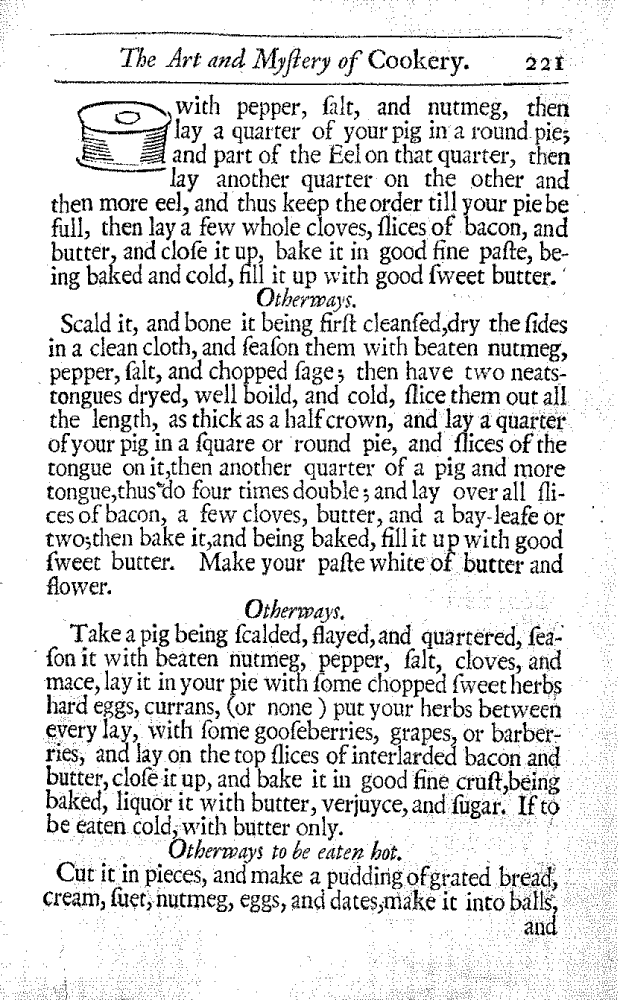 The Art and Myſtery of Cookery. 221
with pepper, ſalt, and nutmeg, then
lay a quarter of your pig in a round pie;
and part of the Eel on that quarter, then
lay another quarter on the other and
then more eel, and thus keep the order till your pie be
full, then lay a few whole cloves, ſlices of bacon, and
butter, and cloſe it up, bake it in good fine paſte, be-
ing baked and cold, fill it up with good ſweet butter.
Otherways.
Scald it, and bone it being firſt cleanſed,dry the ſides
in a clean cloth, and ſeaſon them with beaten nutmeg,
pepper, ſalt, and chopped ſage; then have two neats-
tongues dryed, well boild, and cold, ſlice them out all
the length, as thick as a half crown, and lay a quarter
of your pig in a ſquare or round pie, and ſlices of the
tongue on it,then another quarter of a pig and more
tongue,thus do four times double; and lay over all ſli-
ces of bacon, a few cloves, butter, and a bay-leafe or
two;then bake it,and being baked, fill it up with good
ſweet butter. Make your paſte white of butter and
flower.
Otherways.
Take a pig being ſcalded, flayed, and quartered, ſea-
ſon it with beaten nutmeg, pepper, ſalt, cloves, and
mace, lay it in your pie with ſome chopped ſweet herbs
hard eggs, currans, (or none ) put your herbs between
every lay, with ſome gooſeberries, grapes, or barber-
ries, and lay on the top ſlices of interlarded bacon and
butter, cloſe it up, and bake it in good fine cruſt,being
baked, liquor it with butter, verjuyce, and ſugar. If to
be eaten cold, with butter only.
Otherways to be eaten hot.
Cut it in pieces, and make a pudding of grated bread,
cream, ſuet, nutmeg, eggs, and dates,make it into balls,
and